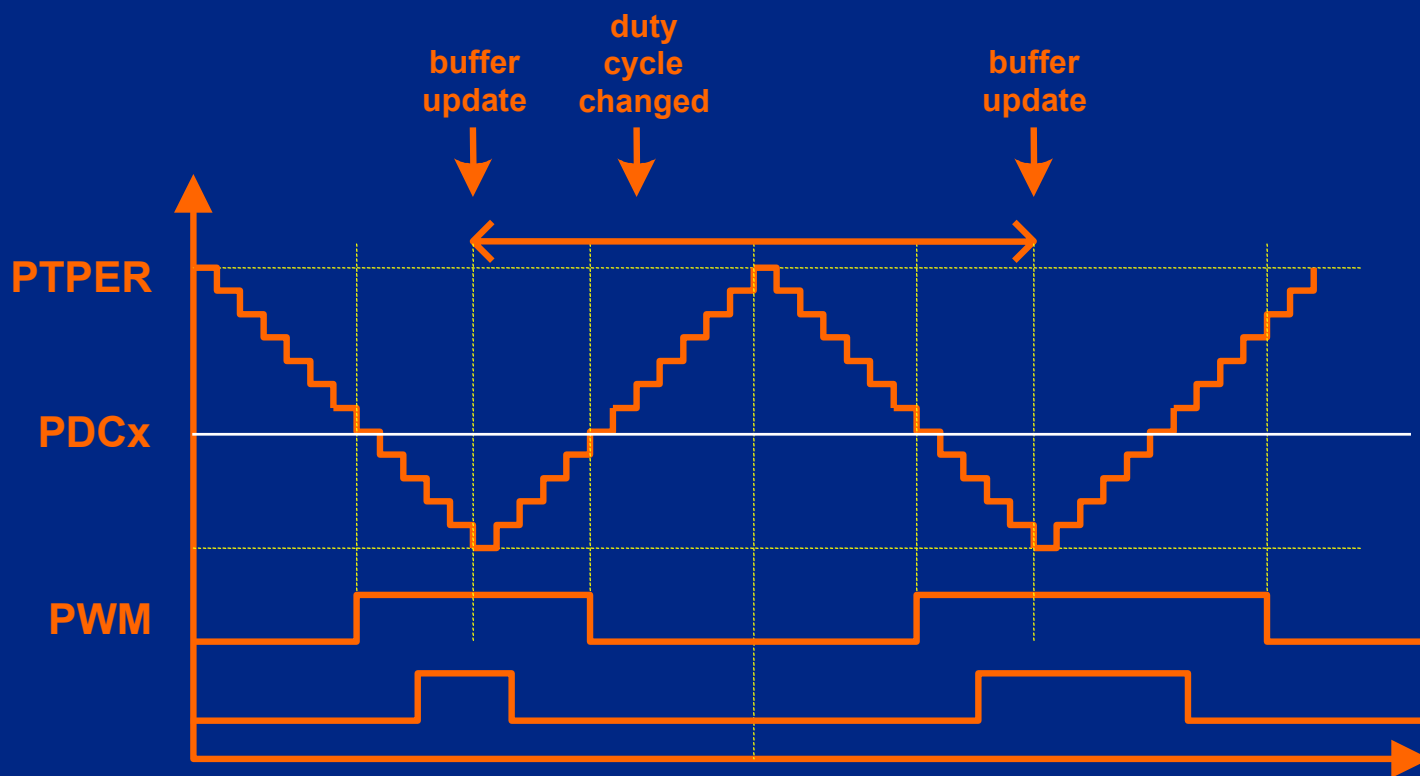 buffer
update
duty
cycle
changed
buffer
update
PTPER
PDCx
PWM